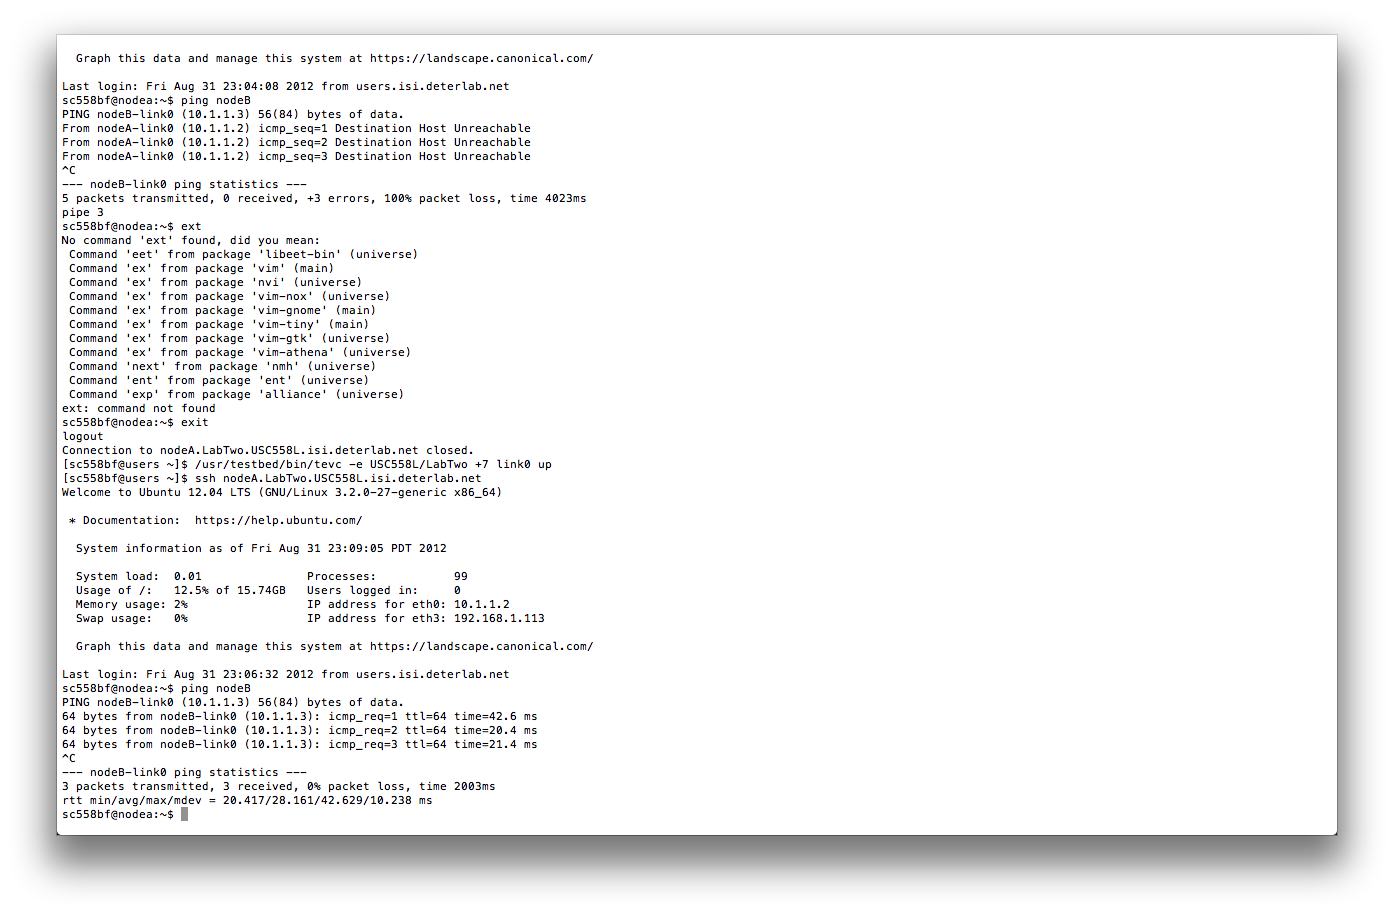 Graph this data and manage this system at https://landscape.canonical.com/
Last login: Fri Aug 31 23:04:08 2012 from users.isi.deterlab.net
sc558bf@nodea:~$ ping nodeB
PING nodeB-link0 (10.1.1.3) 56(84) bytes of data.
From nodeA-link0 (10.1.1.2) icmp_seq=1 Destination Host Unreachable
From nodeA-link0 (10.1.1.2) icmp_seq=2 Destination Host Unreachable
From nodeA-link0 (10.1.1.2) icmp_seq=3 Destination Host Unreachable
^C
--- nodeB-link0 ping statistics ---
5 packets transmitted, 0 received, +3 errors, 100% packet loss, time 4023ms
pipe 3
sc558bf@nodea:~$ ext
No command 'ext' found, did you mean:
Command 'eet' from package 'libeet-bin' (universe)
Command 'ex' from package 'vim' (main)
Command 'ex' from package 'nvi' (universe)
Command 'ex' from package 'vim-nox' (universe)
Command 'ex' from package 'vim-gnome' (main)
Command 'ex' from package 'vim-tiny' (main)
Command 'ex' from package 'vim-gtk' (universe)
Command 'ex' from package 'vim-athena' (universe)
Command 'next' from package 'nmh' (universe)
Command 'ent' from package 'ent' (universe)
Command 'exp' from package 'alliance' (universe)
ext: command not found
sc558bf@nodea:~$ exit
logout
Connection to nodeA.LabTwo.USC558L.isi.deterlab.net closed.
[sc558bf@users ~]$ /usr/testbed/bin/tevc -e USC558L/LabTwo +7 link0 up
[sc558bf@users ~]$ ssh nodeA.LabTwo.USC558L.isi.deterlab.net
Welcome to Ubuntu 12.04 LTS (GNU/Linux 3.2.0-27-generic x86_64)
* Documentation:  https://help.ubuntu.com/
System information as of Fri Aug 31 23:09:05 PDT 2012
System load:  0.01               Processes:           99
Usage of /:   12.5% of 15.74GB   Users logged in:     0
Memory usage: 2%                 IP address for eth0: 10.1.1.2
Swap usage:   0%                 IP address for eth3: 192.168.1.113
Graph this data and manage this system at https://landscape.canonical.com/
Last login: Fri Aug 31 23:06:32 2012 from users.isi.deterlab.net
sc558bf@nodea:~$ ping nodeB
PING nodeB-link0 (10.1.1.3) 56(84) bytes of data.
64 bytes from nodeB-link0 (10.1.1.3): icmp_req=1 ttl=64 time=42.6 ms
64 bytes from nodeB-link0 (10.1.1.3): icmp_req=2 ttl=64 time=20.4 ms
64 bytes from nodeB-link0 (10.1.1.3): icmp_req=3 ttl=64 time=21.4 ms
^C
--- nodeB-link0 ping statistics ---
3 packets transmitted, 3 received, 0% packet loss, time 2003ms
rtt min/avg/max/mdev = 20.417/28.161/42.629/10.238 ms
sc558bf@nodea:~$